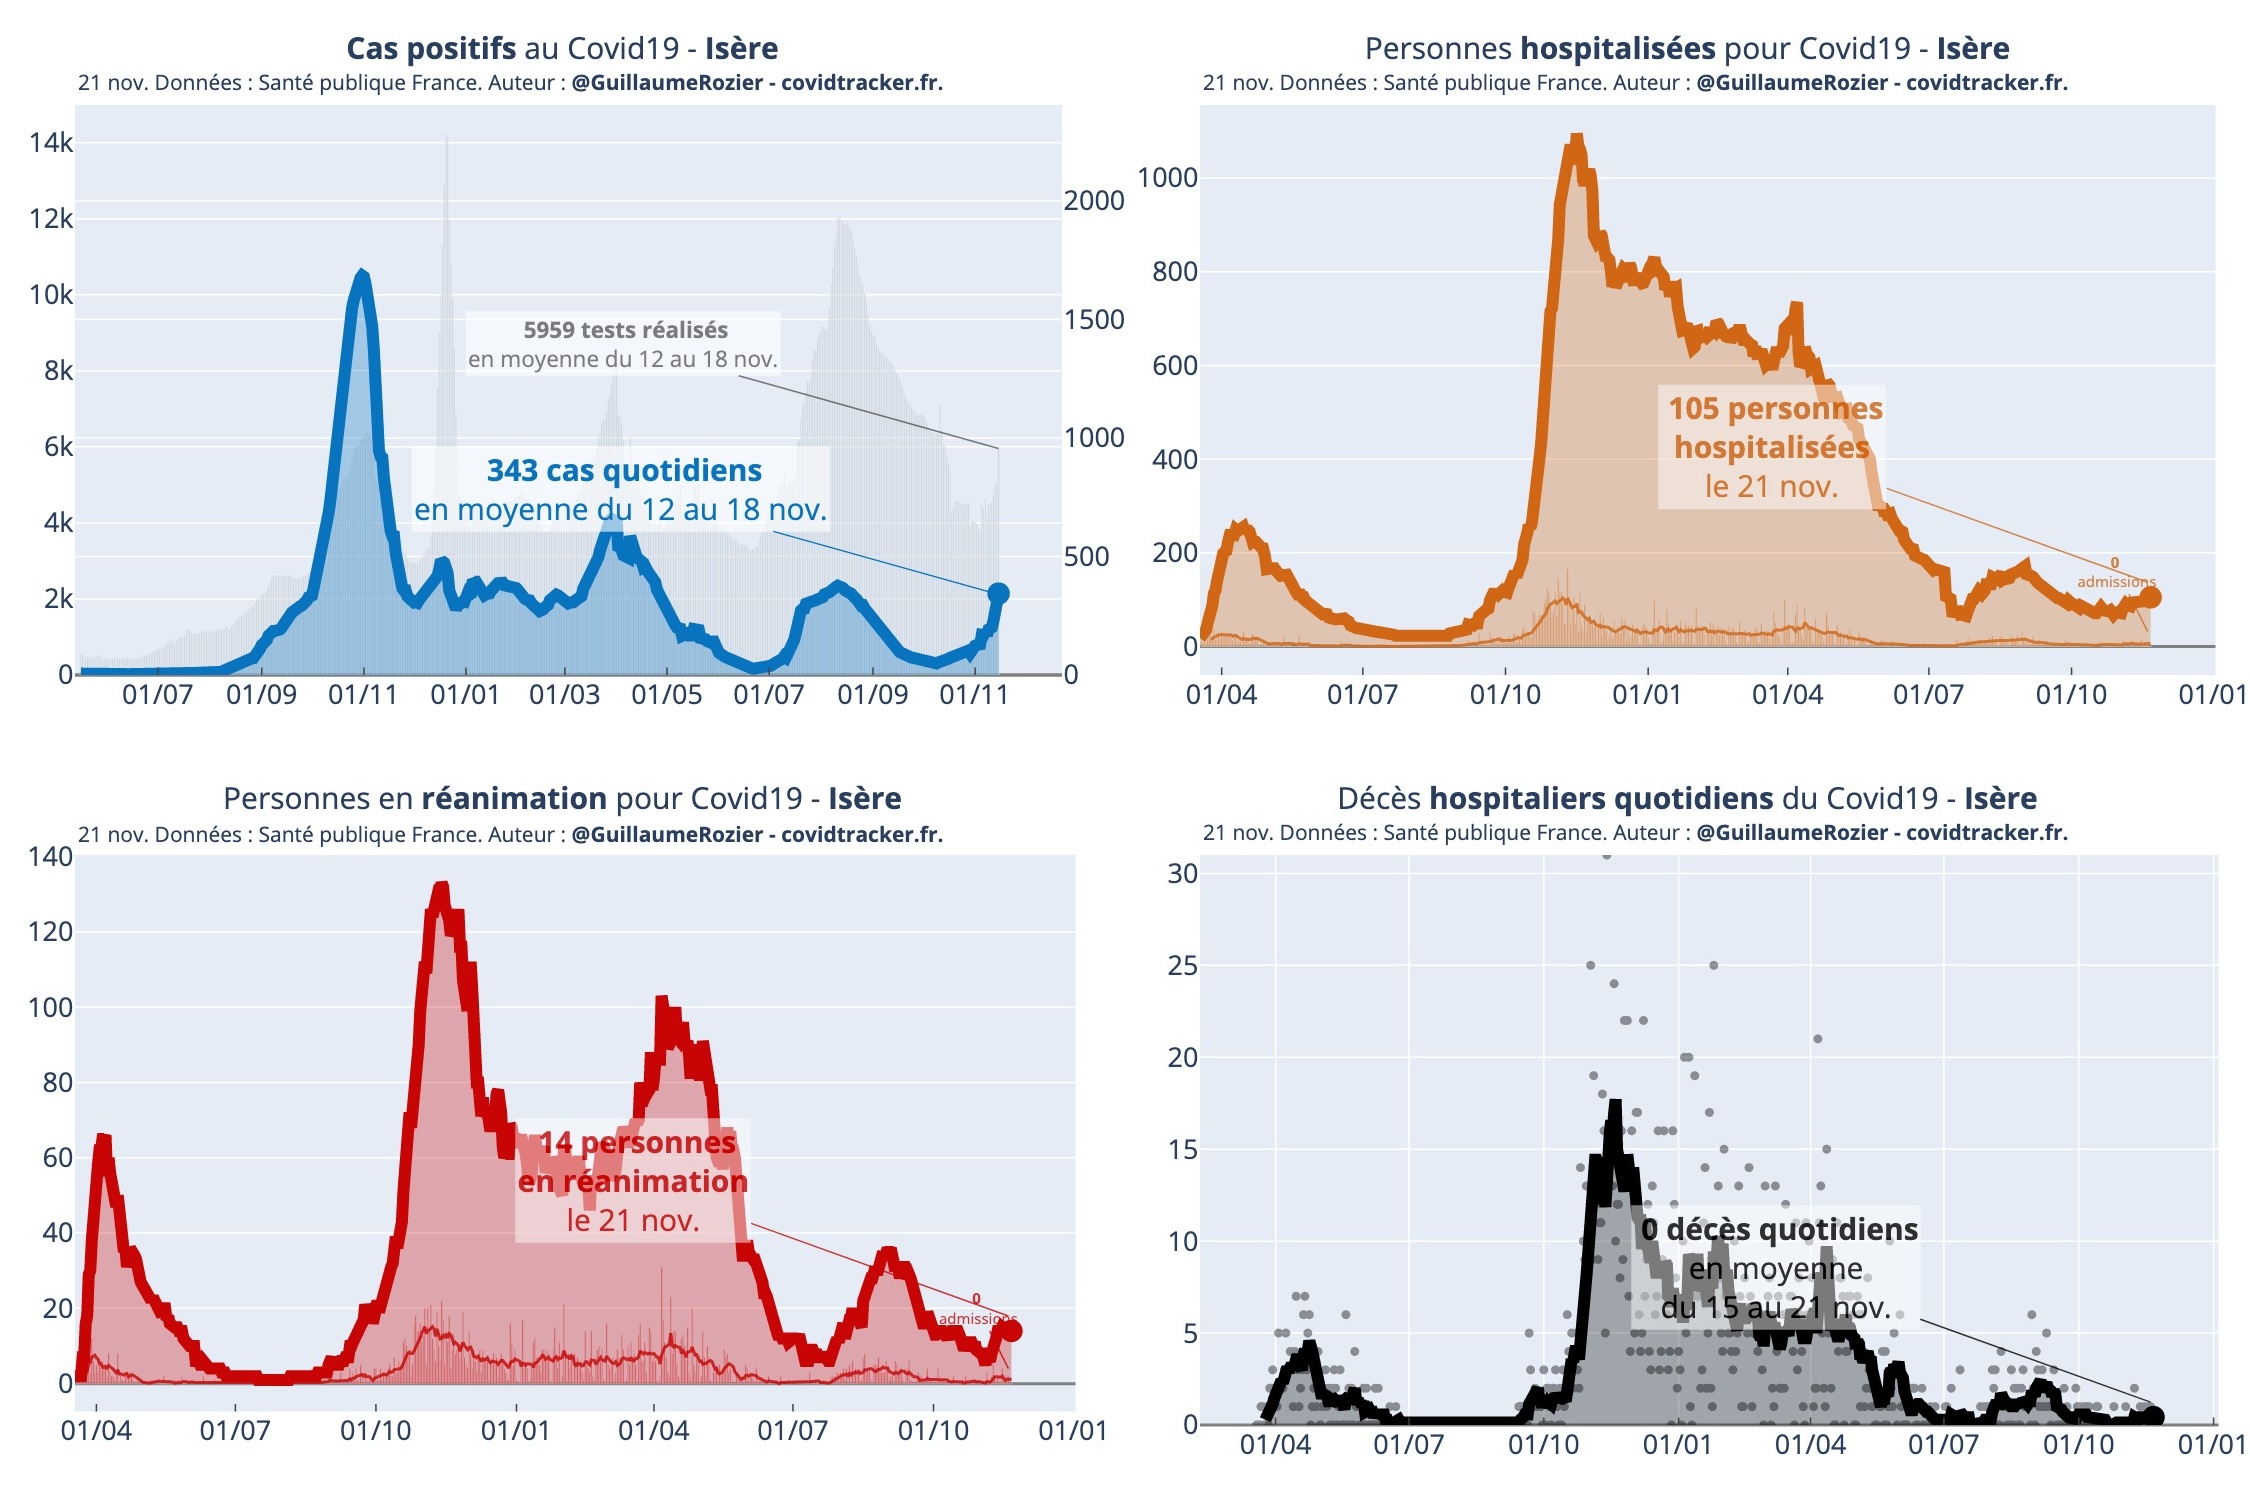 Cas positifs au Covid19 - Isère
21 nov. Données : Santé publique France. Auteur : @GuillaumeRozier - covidtracker.fr.
14k
12k
10k
8k
6k
4k
2k
0
2000
1500
1000
500
0
5959 tests réalisés
en moyenne du 12 au 18 nov.
343 cas quotidiens
en moyenne du 12 au 18 nov.
01/07 01/09 01/11 01/01 01/03 01/05 01/07 01/09 01/11
Personnes hospitalisées pour Covid19 - Isère
21 nov. Données : Santé publique France. Auteur : @GuillaumeRozier - covidtracker.fr.
1000
800
600
400
200
0
105 personnes
hospitalisées
le 21 nov.
0
admissions
01/04 01/07 01/10 01/01 01/04 01/07 01/10 01/01
Personnes en réanimation pour Covid19 - Isère
21 nov. Données : Santé publique France. Auteur : @GuillaumeRozier - covidtracker.fr.
140
120
100
80
60
40
20
0
14 personnes
en réanimation
le 21 nov.
0
admissions
01/04 01/07 01/10 01/01 01/04 01/07 01/10 01/01
Décès hospitaliers quotidiens du Covid19 - Isère
21 nov. Données : Santé publique France. Auteur : @GuillaumeRozier - covidtracker.fr.
30
25
20
15
10
5
0
0 décès quotidiens
en moyenne
du 15 au 21 nov.
01/04 01/07 01/10 01/01 01/04 01/07 01/10 01/01